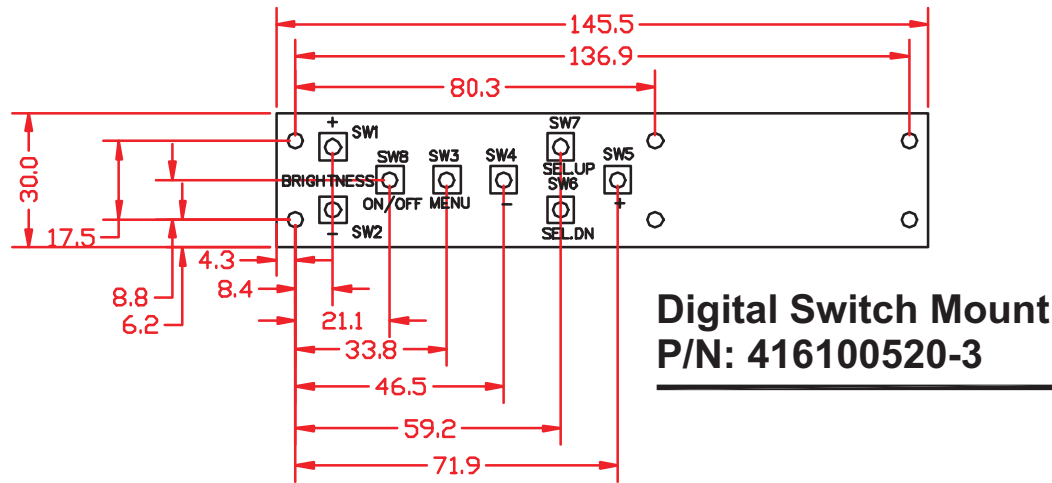 145.5
136.9
80.3
30.0
17.5
+
SW1
SW7
SW8
SW3
SW4
SEL.UP
SW5
BRIGHTNESS
SW6
ON/OFF
MENU
-
+
-
SW2
SEL.DN
4.3
8.4
8.8
6.2
21.1
33.8
46.5
59.2
71.9
Digital Switch Mount
P/N: 416100520-3